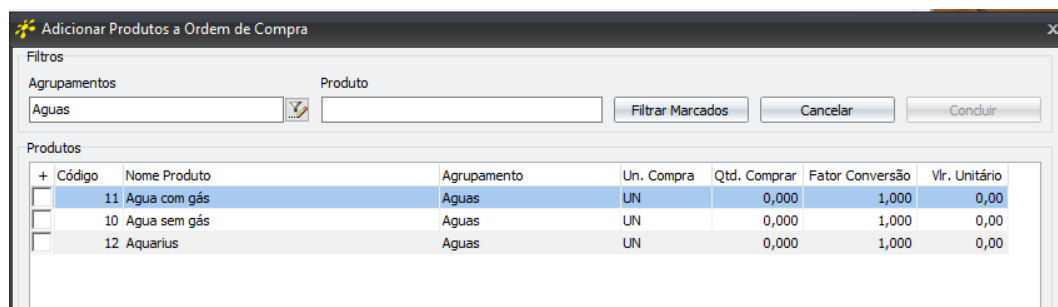 Adicionar Produtos a Ordem de Compra x
Filtros
Agrupamentos Produto
Aguas Filtrar Marcados Cancelar Concluir
Produtos
+ Código Nome Produto Agrupamento Un. Compra Qtd. Comprar Fator Conversão Vlr. Unitário
11 Agua com gás Aguas UN 0,000 1,000 0,00
10 Agua sem gás Aguas UN 0,000 1,000 0,00
12 Aquarius Aguas UN 0,000 1,000 0,00